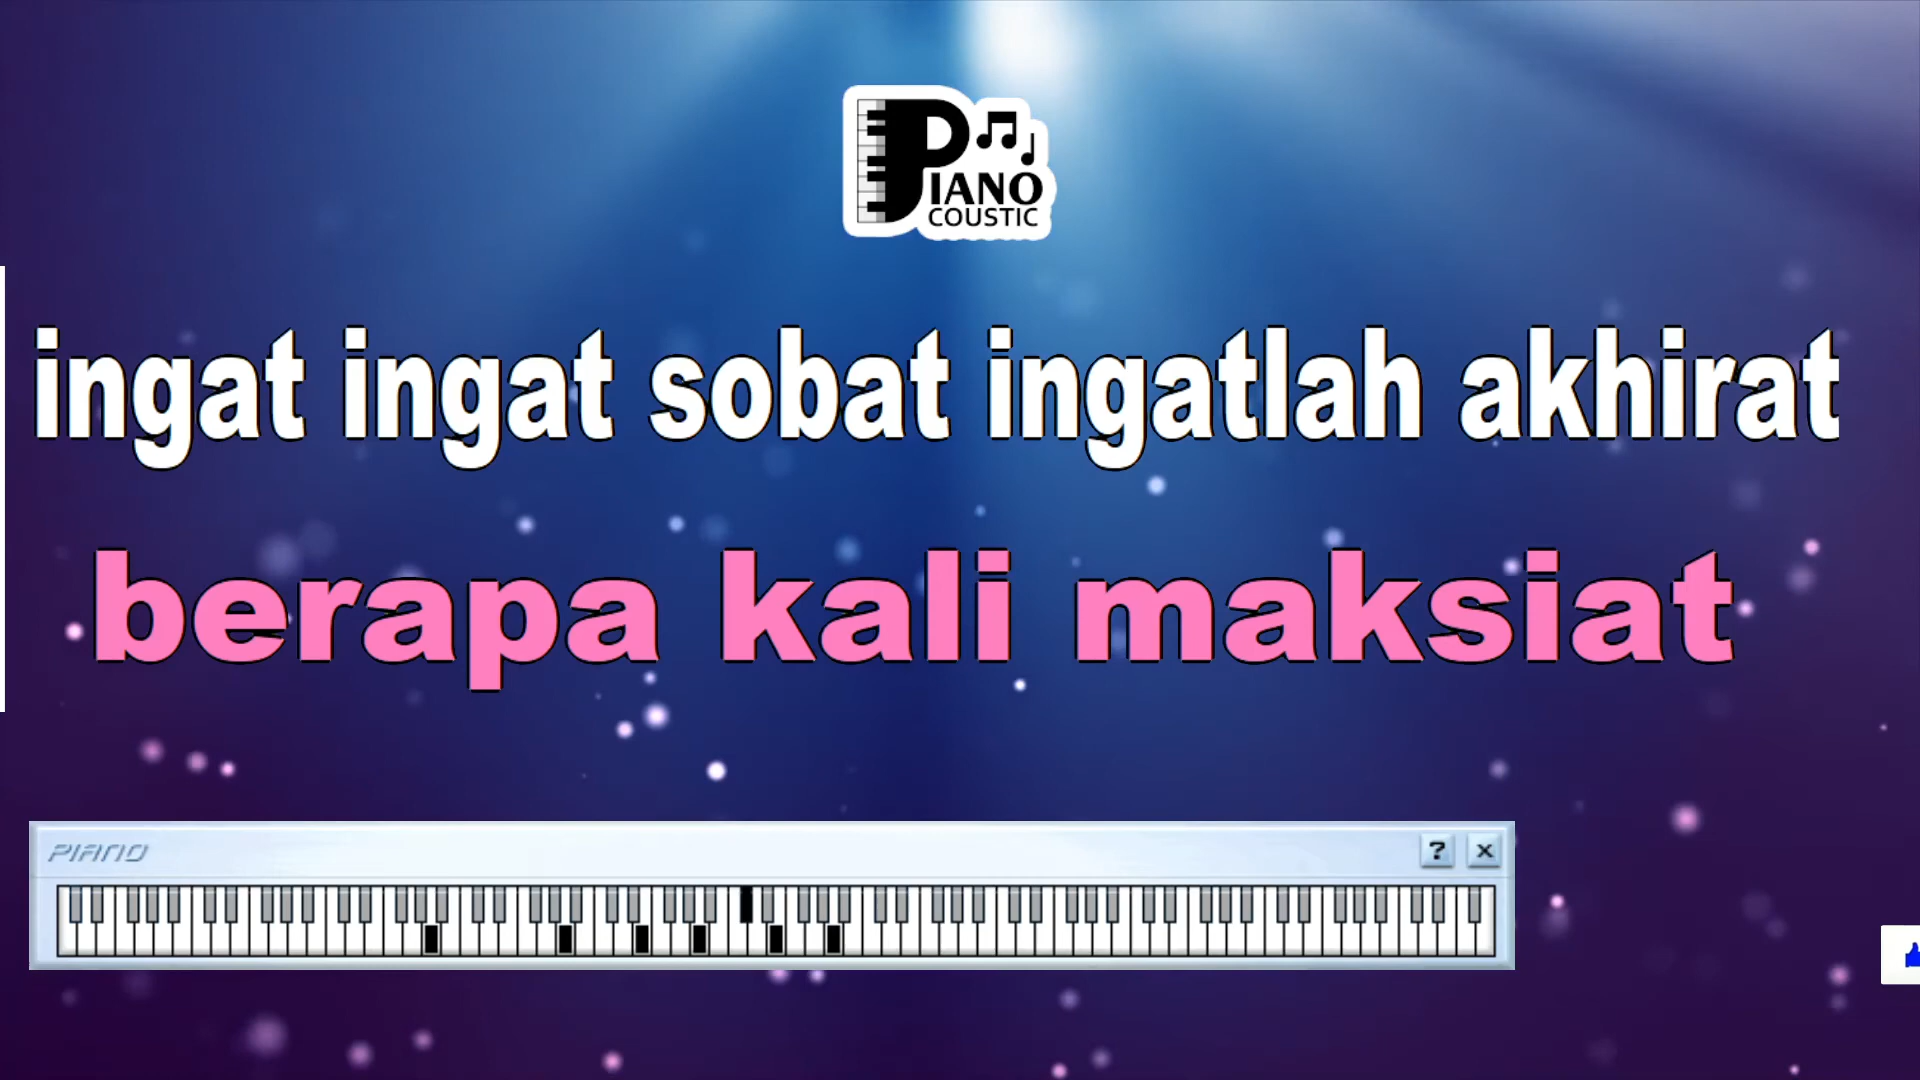 PIANO
COUSTIC
ingat ingat sobat ingatlah akhirat
berapa kali maksiat
PIANO ? x